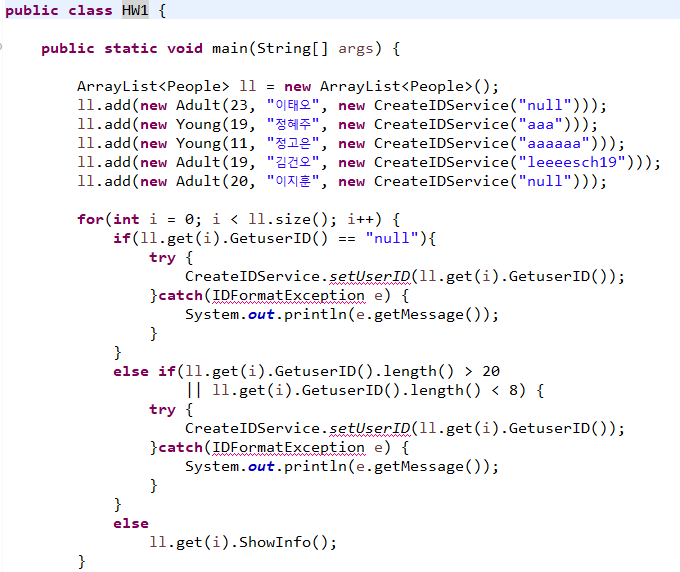 public class HW1 {
public static void main(String[] args) {
ArrayList<People> ll = new ArrayList<People>();
ll.add(new Adult(23, "이태오", new CreateIDService("null")));
ll.add(new Young(19, "정혜주", new CreateIDService("aaa")));
ll.add(new Young(11, "정고은", new CreateIDService("aaaaaa")));
ll.add(new Adult(19, "김건오", new CreateIDService("leeeesch19")));
ll.add(new Adult(20, "이지훈", new CreateIDService("null")));
for(int i = 0; i < ll.size(); i++) {
if(ll.get(i).GetuserID() == "null"){
try {
CreateIDService.setUserID(ll.get(i).GetuserID());
}catch(IDFormatException e) {
System.out.println(e.getMessage());
}
}
else if(ll.get(i).GetuserID().length() > 20
|| ll.get(i).GetuserID().length() < 8) {
try {
CreateIDService.setUserID(ll.get(i).GetuserID());
}catch(IDFormatException e) {
System.out.println(e.getMessage());
}
}
else
ll.get(i).ShowInfo();
}